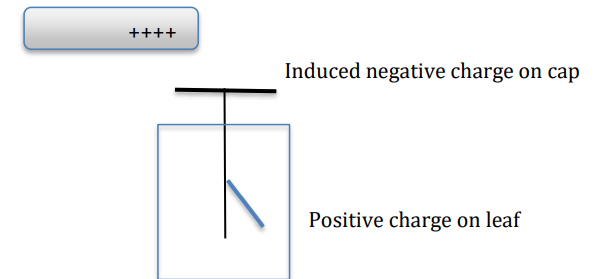 ++++
Induced negative charge on cap
Positive charge on leaf